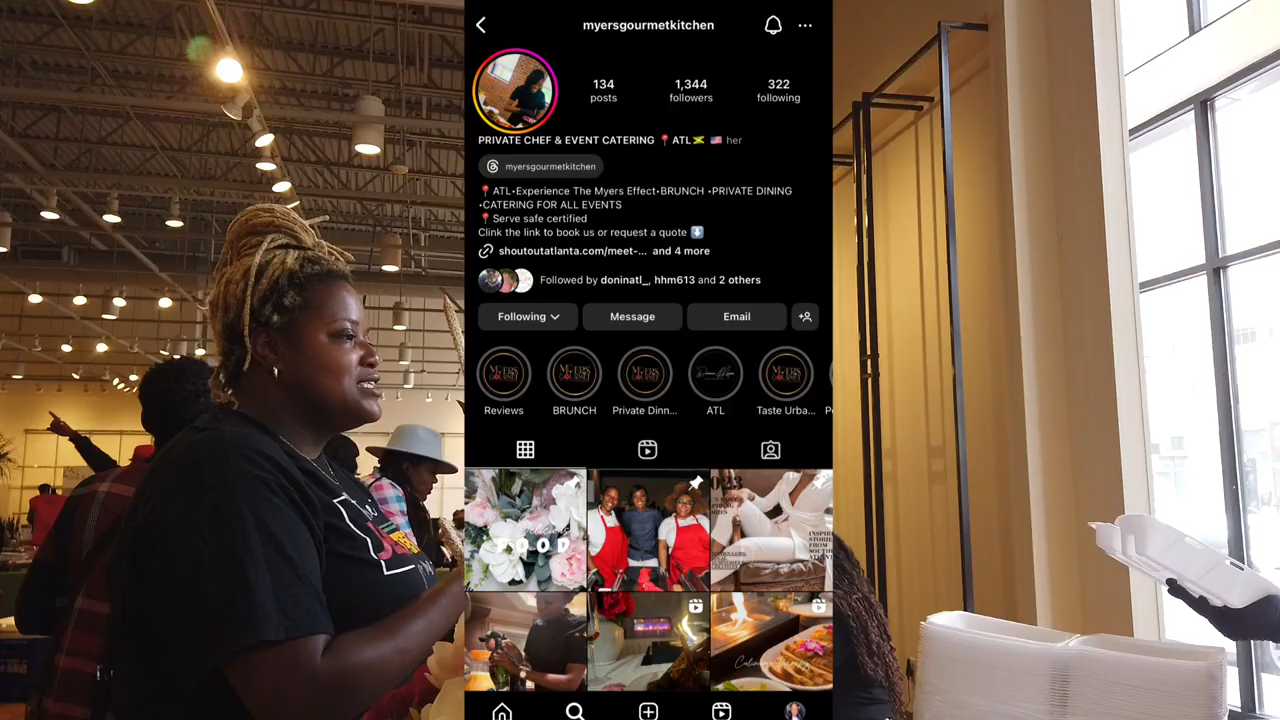 myersgourmetkitchen
134
1,344
322
posts
followers
following
PRIVATE CHEF & EVENT CATERING 📍ATL🇯🇲 🇺🇸 her
myersgourmetkitchen
📍ATL•Experience The Myers Effect•BRUNCH •PRIVATE DINING
•CATERING FOR ALL EVENTS
📍Serve safe certified
Clink the link to book us or request a quote ⬇️
shoutoutatlanta.com/meet-... and 4 more
Followed by doninatl_, hhm613 and 2 others
Following
Message
Email
Reviews
BRUNCH
Private Dinn...
ATL
Taste Urba...
FOOD
INSPIRE
STORIES
FROM